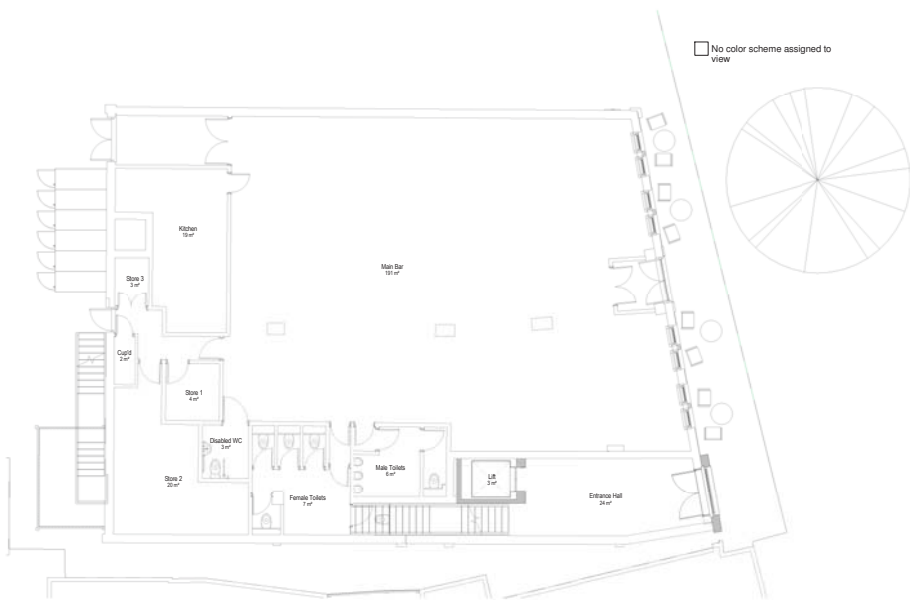 No color scheme assigned to
view
Kitchen
19 m²
Main Bar
191 m²
Store 3
3 m²
Cup'd
2 m²
Store 1
4 m²
Disabled WC
3 m²
Male Toilets
6 m²
Lift
3 m²
Store 2
20 m²
Female Toilets
7 m²
Entrance Hall
24 m²